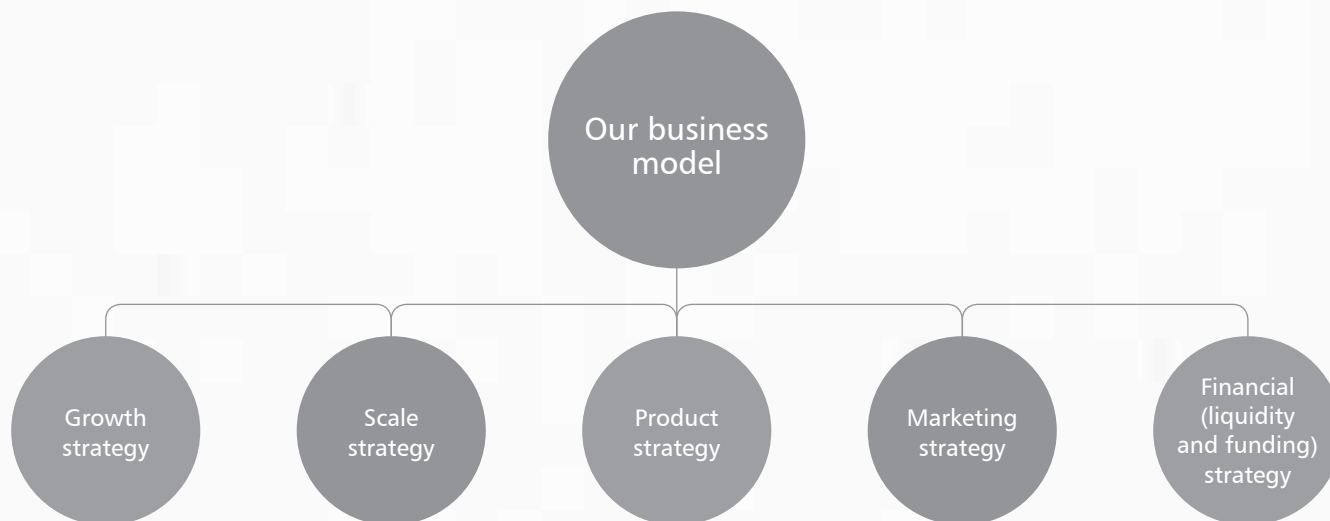 Our business
model
Growth
strategy
Scale
strategy
Product
strategy
Marketing
strategy
Financial
(liquidity
and funding)
strategy